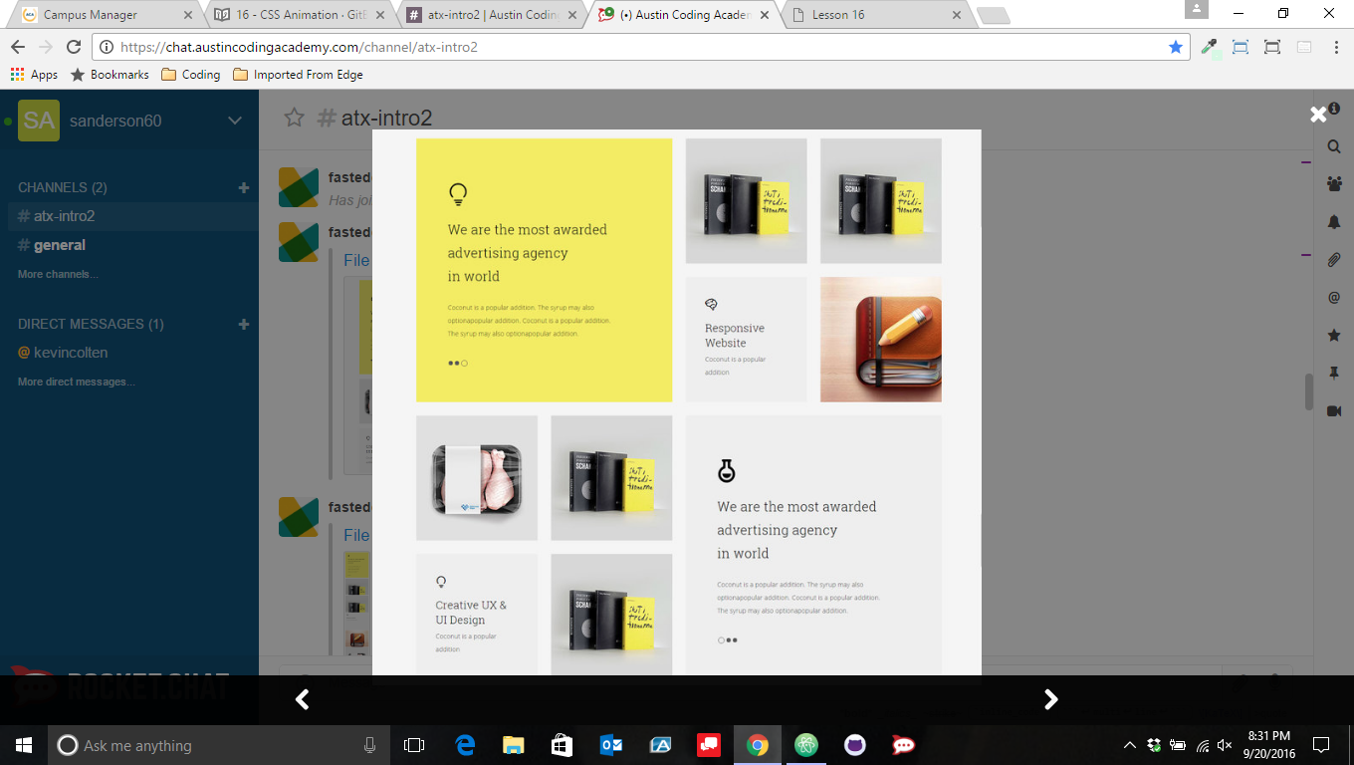 Campus Manager
16 - CSS Animation · GitB
atx-intro2 | Austin Codin
(•) Austin Coding Acade
Lesson 16
https://chat.austincodingacademy.com/channel/atx-intro2
Apps
Bookmarks
Coding
Imported From Edge
SA
sanderson60
# atx-intro2
CHANNELS (2)
# atx-intro2
# general
More channels...
DIRECT MESSAGES (1)
@ kevincolten
More direct messages...
ROCKET.CHAT
fasted
Has joi
fasted
File
fasted
File
We are the most awarded
advertising agency
in world
Coconut is a popular addition. The syrup may also
optionapopular addition. Coconut is a popular addition.
The syrup may also optionapopular addition.
Responsive
Website
Coconut is a popular
addition
Creative UX &
UI Design
Coconut is a popular
addition
We are the most awarded
advertising agency
in world
Coconut is a popular addition. The syrup may also
optionapopular addition. Coconut is a popular addition.
The syrup may also optionapopular addition.
Ask me anything
8:31 PM
9/20/2016